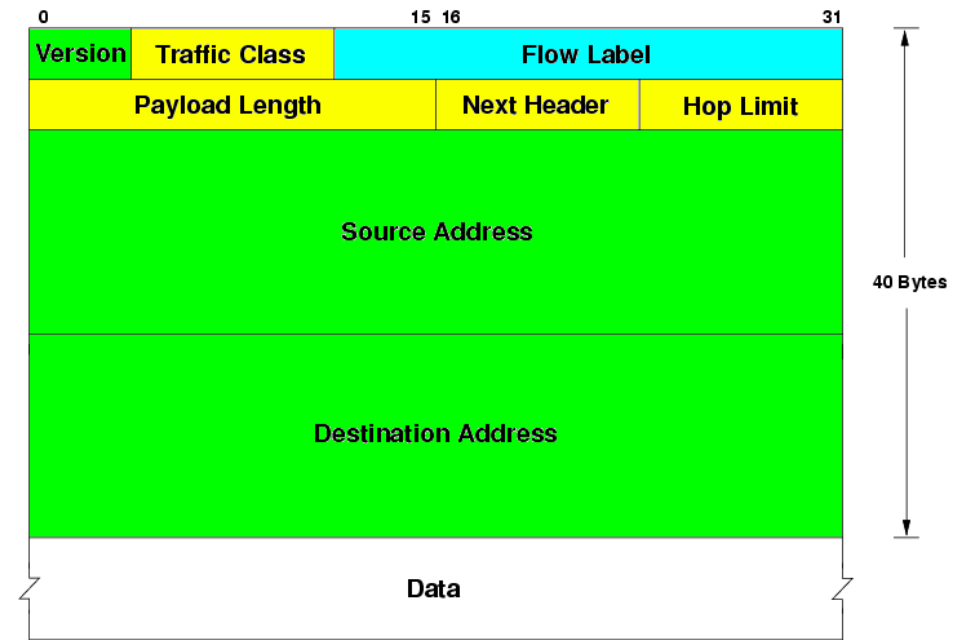 0 15 16 31
Version Traffic Class Flow Label
Payload Length Next Header Hop Limit
Source Address
40 Bytes
Destination Address
Data